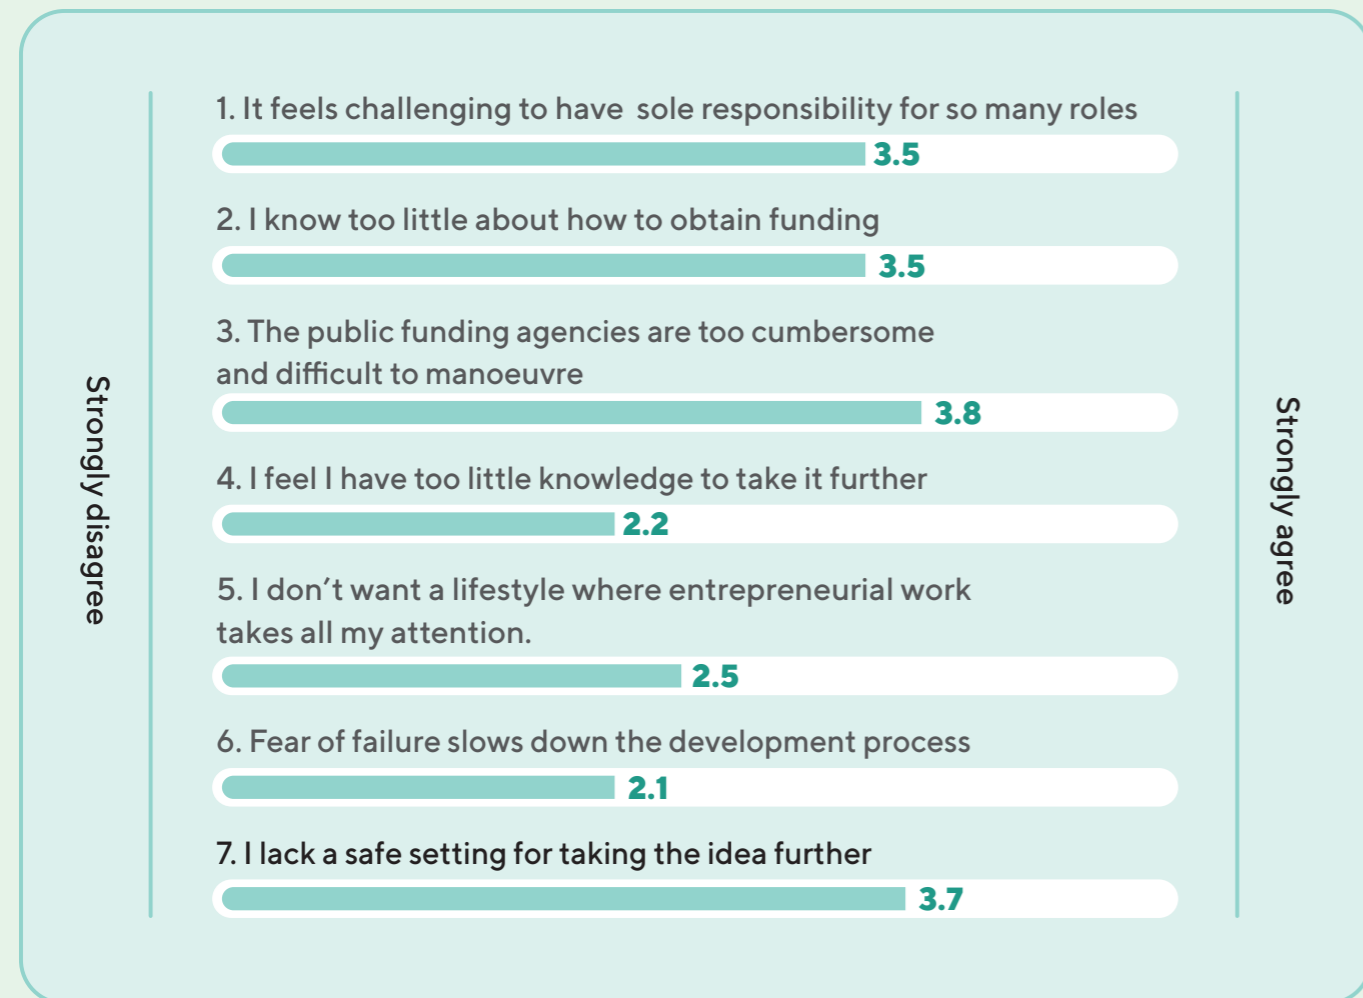 1. It feels challenging to have  sole responsibility for so many roles
3.5
2. I know too little about how to obtain funding
3.5
3. The public funding agencies are too cumbersome
and difficult to manoeuvre
3.8
4. I feel I have too little knowledge to take it further
2.2
5. I don’t want a lifestyle where entrepreneurial work
takes all my attention.
2.5
6. Fear of failure slows down the development process
2.1
7. I lack a safe setting for taking the idea further
3.7
Strongly disagree
Strongly agree